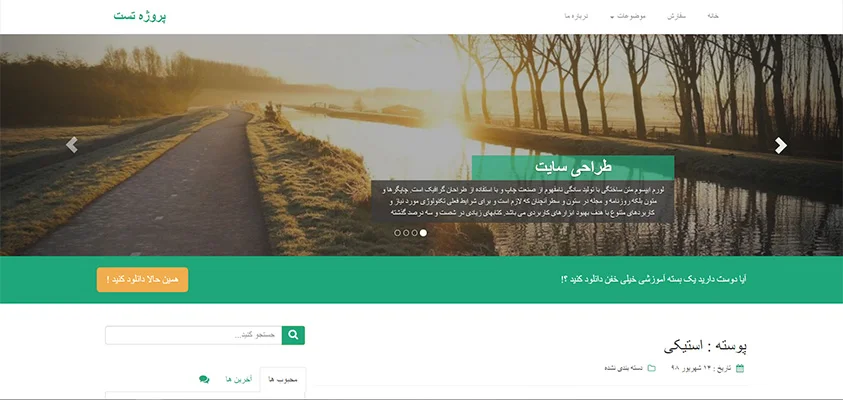 خانه
سفارش
موضوعات
درباره ما
پروژه تست
طراحی سایت
لورم ایپسوم متن ساختگی با تولید سادگی نامفهوم از صنعت چاپ و با استفاده از طراحان گرافیک است. چاپگرها و
متون بلکه روزنامه و مجله در ستون و سطرآنچنان که لازم است و برای شرایط فعلی تکنولوژی مورد نیاز و
کاربردهای متنوع با هدف بهبود ابزارهای کاربردی می باشد. کتابهای زیادی در شصت و سه درصد گذشته
آیا دوست دارید یک بسته آموزشی خیلی خفن دانلود کنید ؟!
همین حالا دانلود کنید !
پوسته : استیکی
تاریخ : ۱۴ شهریور ۹۸
دسته بندی نشده
جستجو کنید...
محبوب ها
آخرین ها